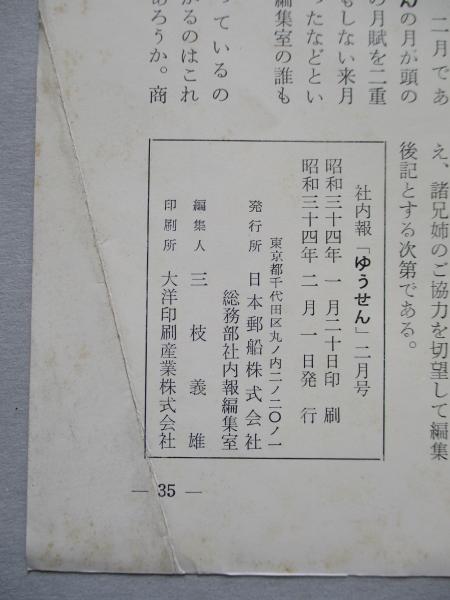 二月であ
んの月が頭の
の月賦を二重
もしない来月
ったなどとい
編集室の誰も
っているの
がるのはこれ
あろうか。商
え、諸兄姉のご協力を切望して編集
後記とする次第である。
社内報「ゆうせん」二月号
昭和三十四年 一月二十日印刷
昭和三十四年 二月 一日発行
東京都千代田区丸ノ内二ノ二〇ノ一
発行所 日本郵船株式会社
総務部社内報編集室
編集人 三枝義雄
印刷所 大洋印刷産業株式会社
— 35 —